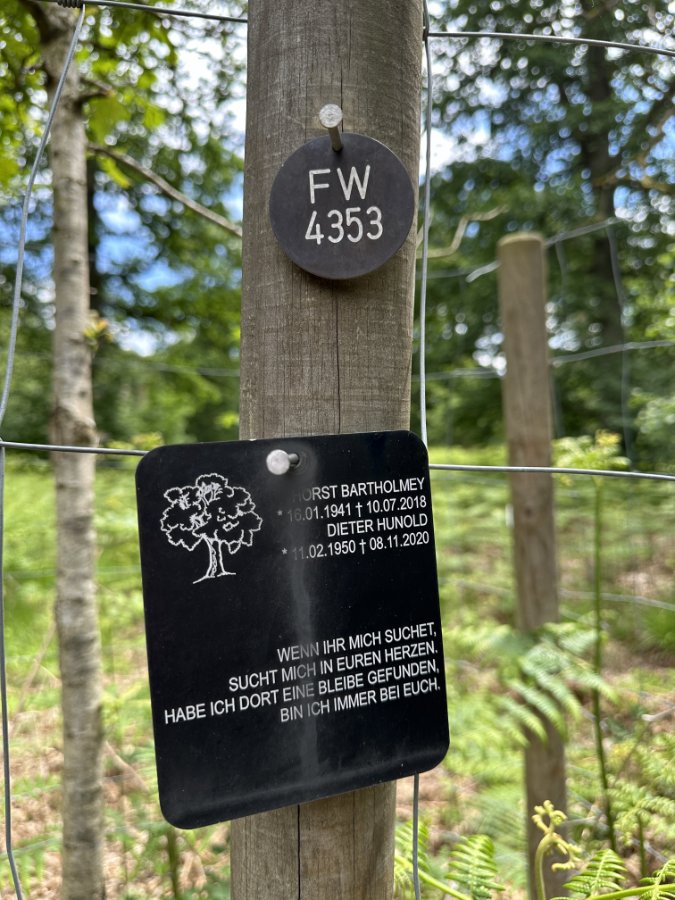 FW
4353
HORST BARTHOLMEY
* 16.01.1941 † 10.07.2018
DIETER HUNOLD
* 11.02.1950 † 08.11.2020
WENN IHR MICH SUCHET,
SUCHT MICH IN EUREN HERZEN.
HABE ICH DORT EINE BLEIBE GEFUNDEN,
BIN ICH IMMER BEI EUCH.